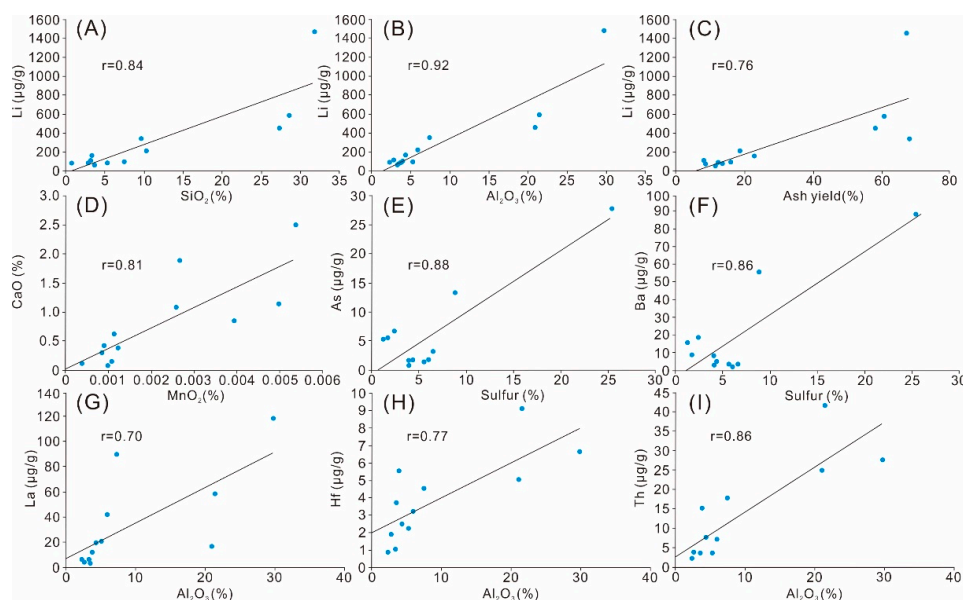 (A)
r=0.84
Li (µg/g)
1600
1400
1200
1000
800
600
400
200
0
0 5 10 15 20 25 30 35
SiO₂(%)
(B)
r=0.92
Li (µg/g)
1600
1400
1200
1000
800
600
400
200
0
0 5 10 15 20 25 30 35
Al₂O₃(%)
(C)
r=0.76
Li (µg/g)
1600
1400
1200
1000
800
600
400
200
0
0 20 40 60 80
Ash yield(%)
(D)
r=0.81
CaO (%)
3.0
2.5
2.0
1.5
1.0
0.5
0
0 0.001 0.002 0.003 0.004 0.005 0.006
MnO₂(%)
(E)
r=0.88
As (µg/g)
30
25
20
15
10
5
0
0 5 10 15 20 25 30
Sulfur (%)
(F)
r=0.86
Ba (µg/g)
100
90
80
70
60
50
40
30
20
10
0
0 5 10 15 20 25 30
Sulfur (%)
(G)
r=0.70
La (µg/g)
140
120
100
80
60
40
20
0
0 10 20 30 40
Al₂O₃(%)
(H)
r=0.77
Hf (µg/g)
10
9
8
7
6
5
4
3
2
1
0
0 10 20 30 40
Al₂O₃(%)
(I)
r=0.86
Th (µg/g)
45
40
35
30
25
20
15
10
5
0
0 10 20 30 40
Al₂O₃(%)